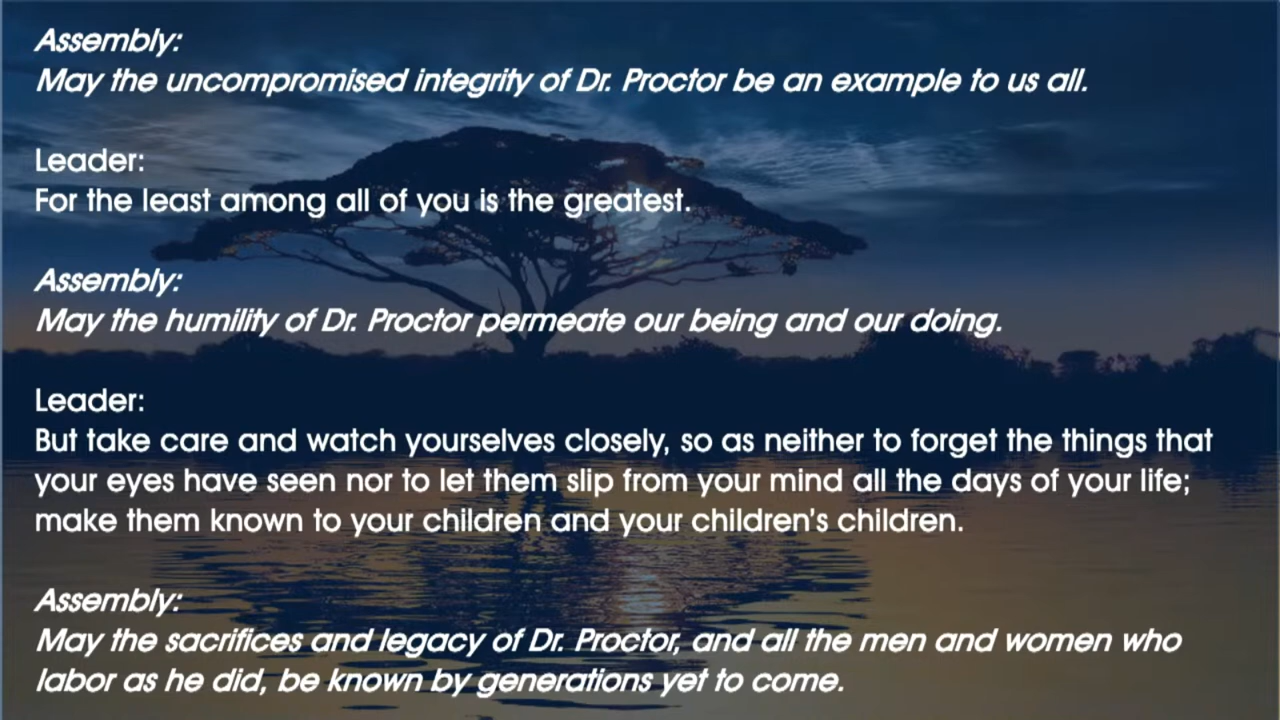 Assembly:
May the uncompromised integrity of Dr. Proctor be an example to us all.
Leader:
For the least among all of you is the greatest.
Assembly:
May the humility of Dr. Proctor permeate our being and our doing.
Leader:
But take care and watch yourselves closely, so as neither to forget the things that
your eyes have seen nor to let them slip from your mind all the days of your life;
make them known to your children and your children's children.
Assembly:
May the sacrifices and legacy of Dr. Proctor, and all the men and women who
labor as he did, be known by generations yet to come.